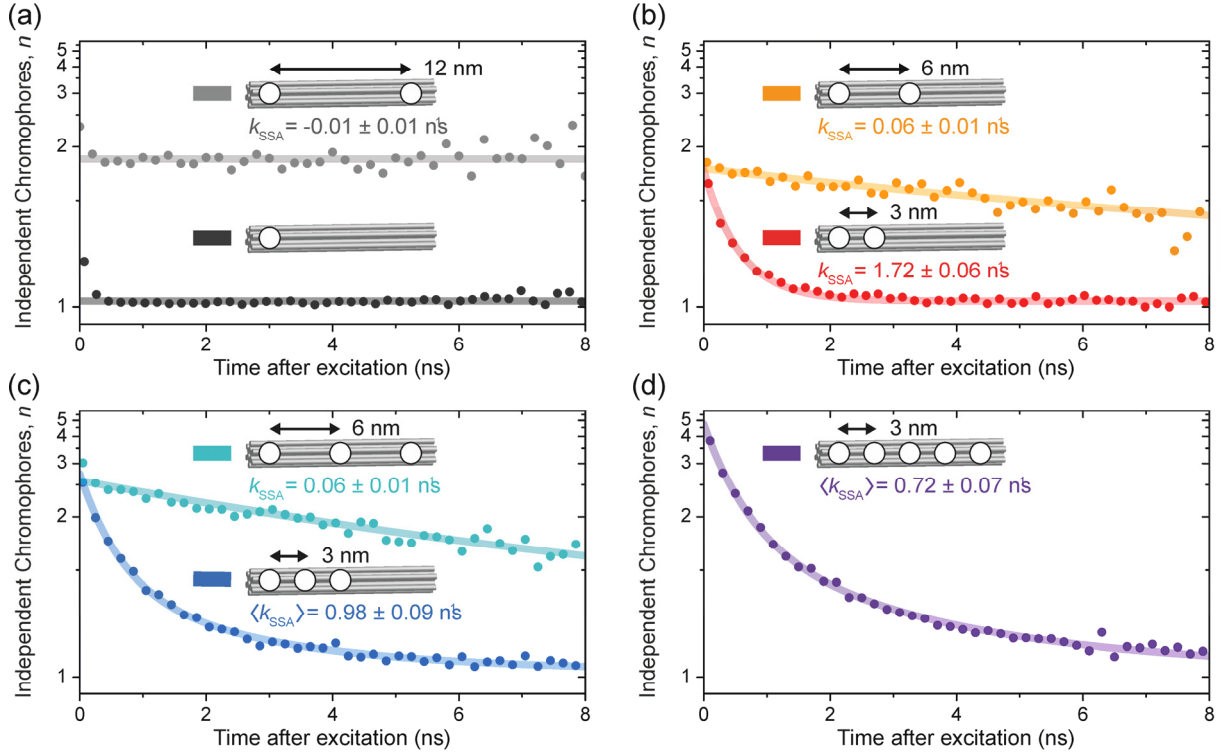 (a)
Independent Chromophores, n
5
4
3
2
1
12 nm
kSSA = -0.01 ± 0.01 ns⁻¹
0
2
4
6
8
Time after excitation (ns)
(b)
Independent Chromophores, n
5
4
3
2
1
6 nm
kSSA = 0.06 ± 0.01 ns⁻¹
3 nm
kSSA = 1.72 ± 0.06 ns⁻¹
0
2
4
6
8
Time after excitation (ns)
(c)
Independent Chromophores, n
5
4
3
2
1
6 nm
kSSA = 0.06 ± 0.01 ns⁻¹
3 nm
⟨kSSA⟩ = 0.98 ± 0.09 ns⁻¹
0
2
4
6
8
Time after excitation (ns)
(d)
Independent Chromophores, n
5
4
3
2
1
3 nm
⟨kSSA⟩ = 0.72 ± 0.07 ns⁻¹
0
2
4
6
8
Time after excitation (ns)